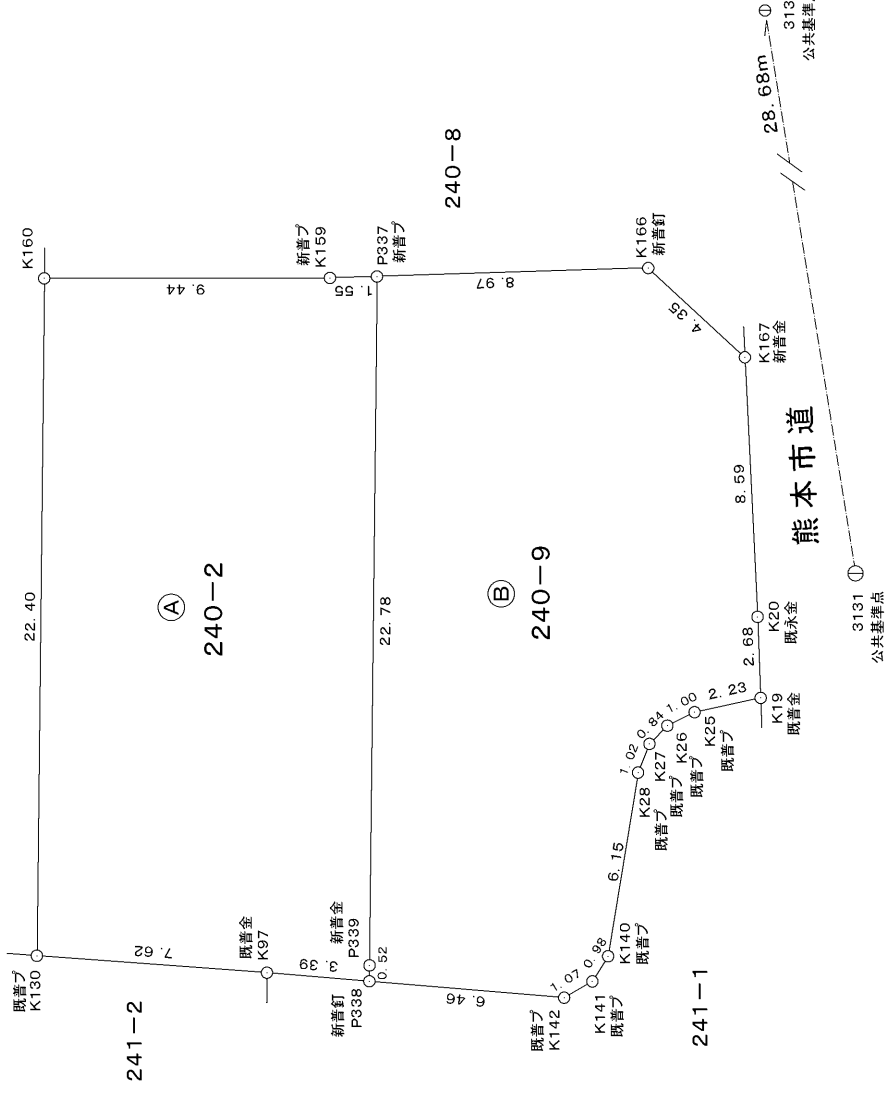 K160
9.44
新普プ
K159
1.55
P337
新普プ
8.97
K166
新普釘
4.35
K167
新普金
240-8
28.68m
313
公共基準
22.40
Ⓐ
240-2
22.78
Ⓑ
240-9
8.59
熊本市道
2.68
K20
既永金
3131
公共基準点
K19
既普金
2.23
K25
既普プ
1.00
K26
既普プ
0.84
K27
既普プ
1.02
K28
既普プ
6.15
K140
既普プ
0.98
K141
既普プ
1.07
既普プ
K142
6.46
0.52
新普金
P339
新普釘
P338
3.39
既普金
K97
7.62
既普プ
K130
241-2
241-1